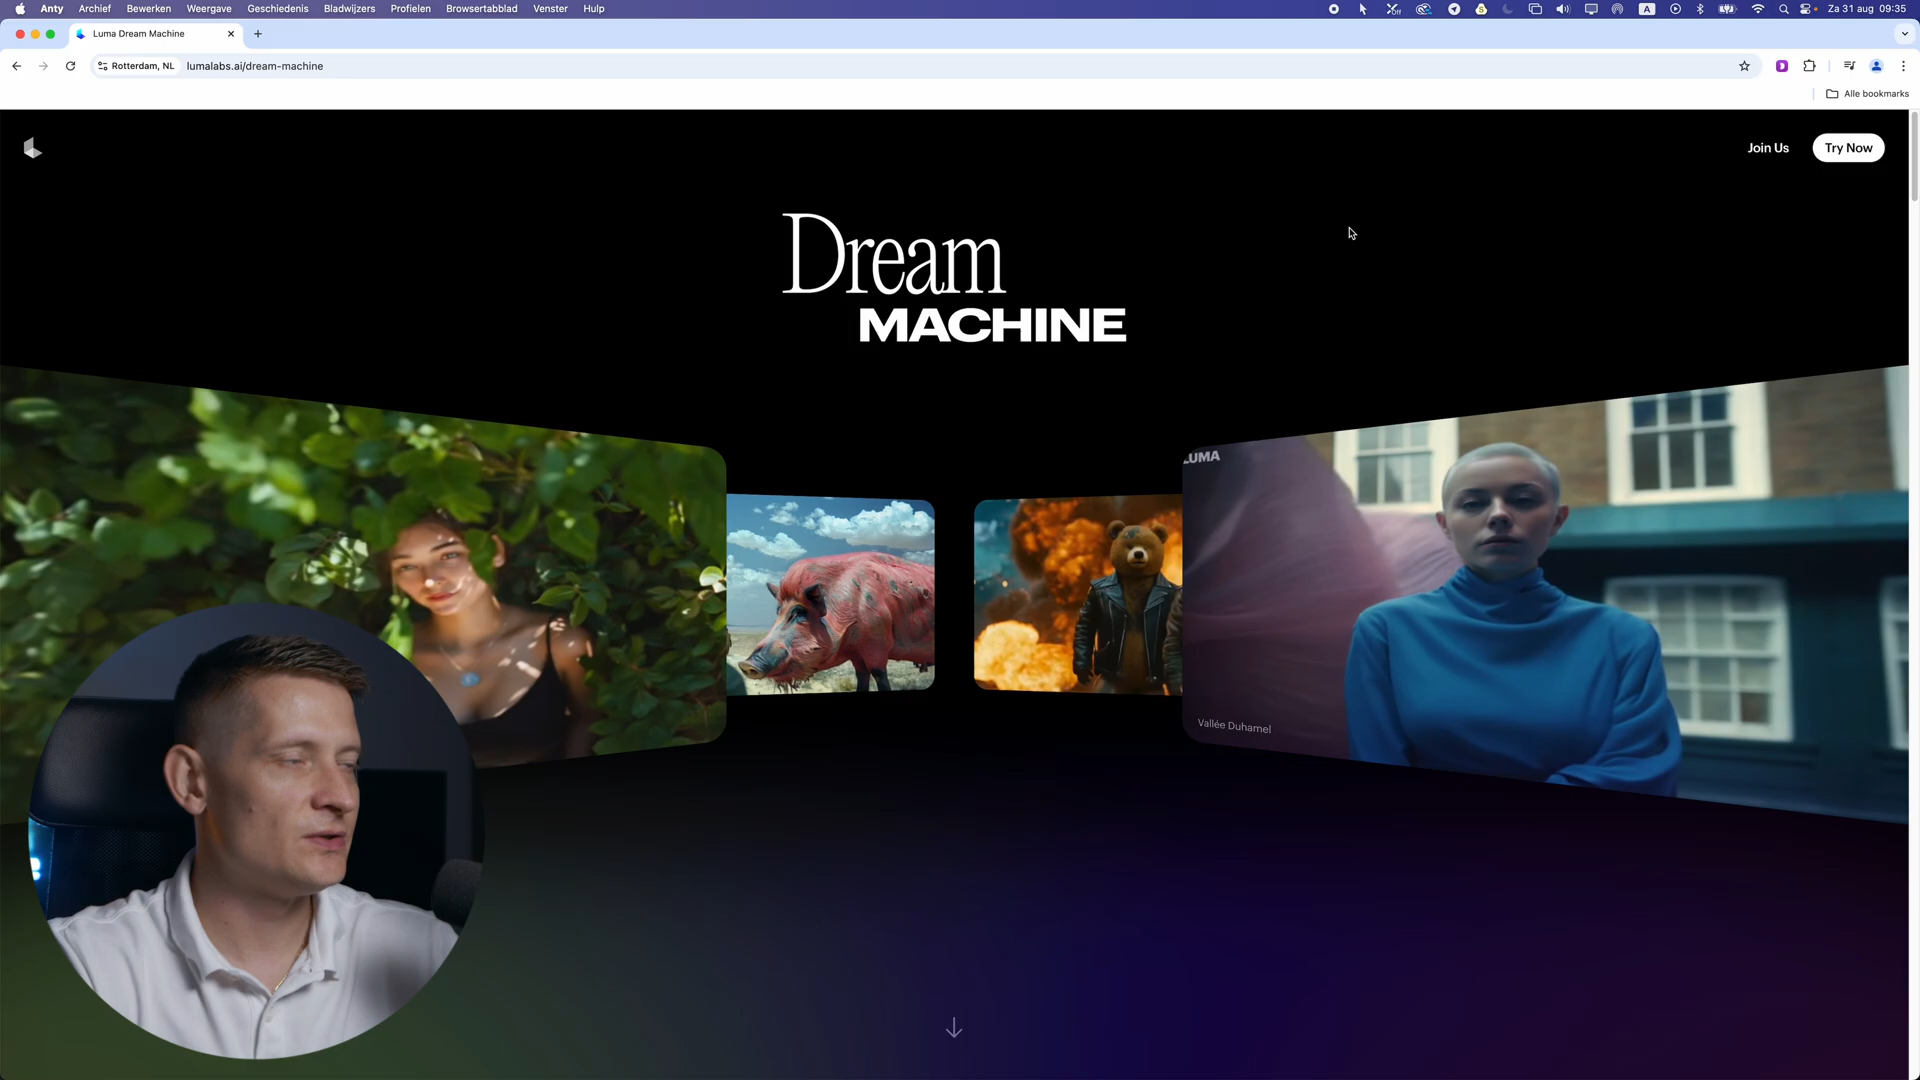 Anty Archief Bewerken Weergave Geschiedenis Bladwijzers Profielen Browsertabblad Venster Hulp
Off
A
Za 31 aug 09:35
Luma Dream Machine
Rotterdam, NL
lumalabs.ai/dream-machine
Alle bookmarks
Join Us
Try Now
Dream
MACHINE
LUMA
Vallée Duhamel